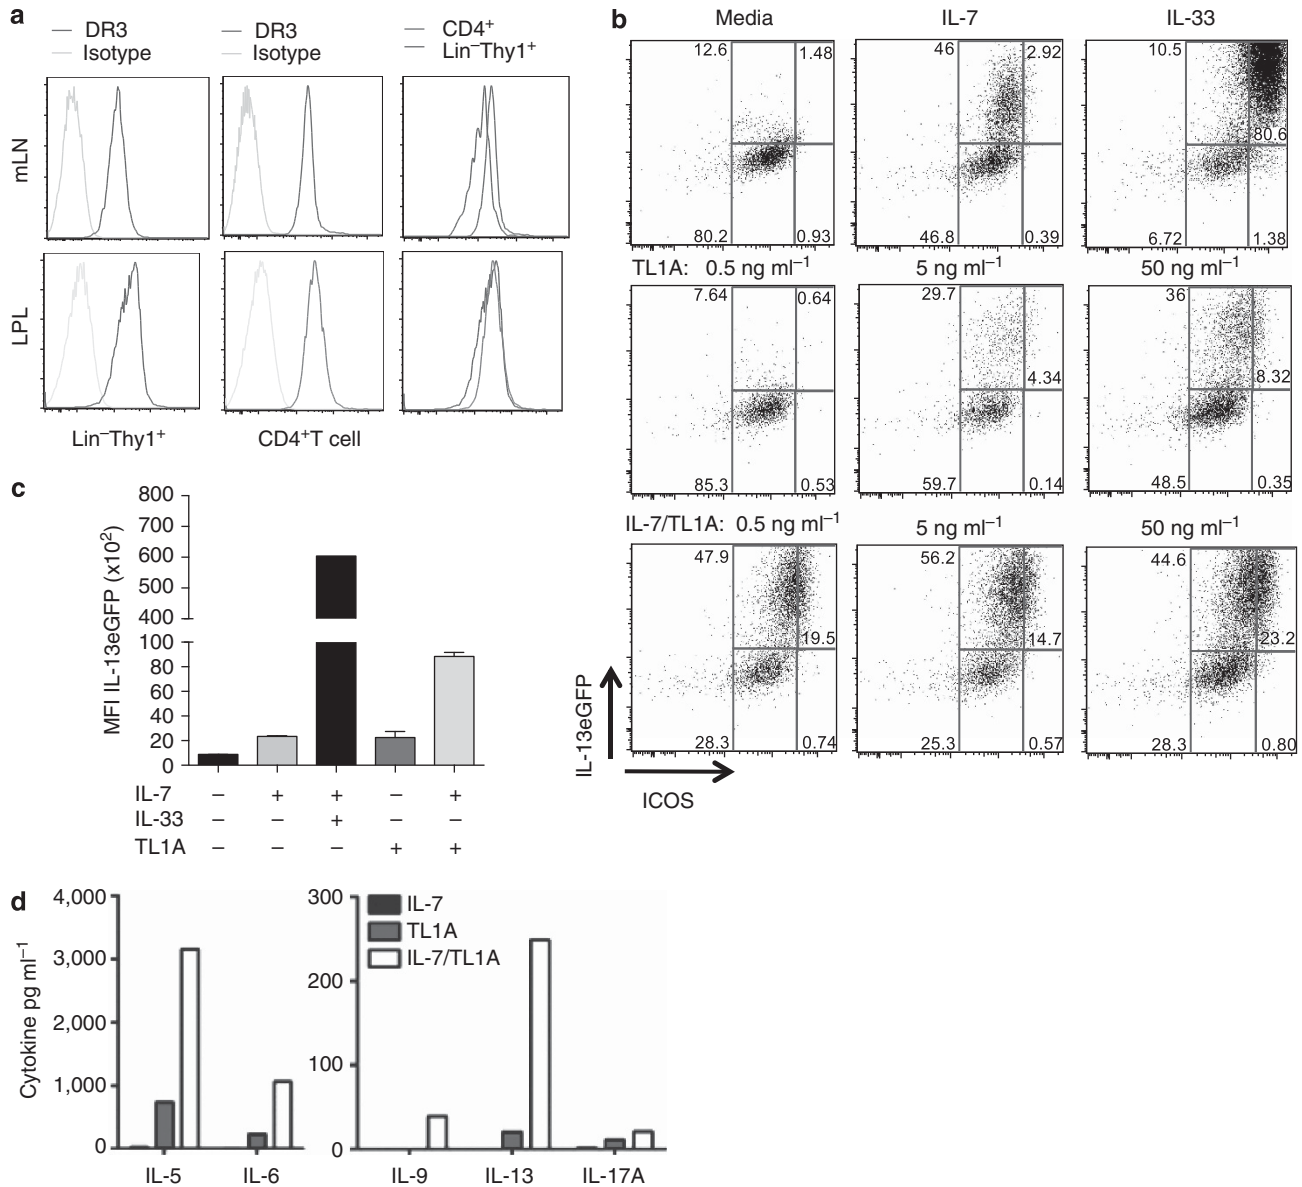 a
DR3
Isotype
DR3
Isotype
CD4⁺
Lin⁻Thy1⁺
mLN
LPL
Lin⁻Thy1⁺
CD4⁺T cell
b
Media
IL-7
IL-33
12.6
1.48
80.2
0.93
46
2.92
46.8
0.39
10.5
80.6
6.72
1.38
TL1A: 0.5 ng ml⁻¹
5 ng ml⁻¹
50 ng ml⁻¹
7.64
0.64
85.3
0.53
29.7
4.34
59.7
0.14
36
8.32
48.5
0.35
IL-7/TL1A: 0.5 ng ml⁻¹
5 ng ml⁻¹
50 ng ml⁻¹
47.9
19.5
28.3
0.74
56.2
14.7
25.3
0.57
44.6
23.2
28.3
0.80
IL-13eGFP
ICOS
c
MFI IL-13eGFP (x10²)
800
700
600
500
400
100
80
60
40
20
0
IL-7 – + + – +
IL-33 – – + – –
TL1A – – – + +
d
Cytokine pg ml⁻¹
4,000
3,000
2,000
1,000
0
IL-5
IL-6
300
200
100
0
IL-7
TL1A
IL-7/TL1A
IL-9
IL-13
IL-17A